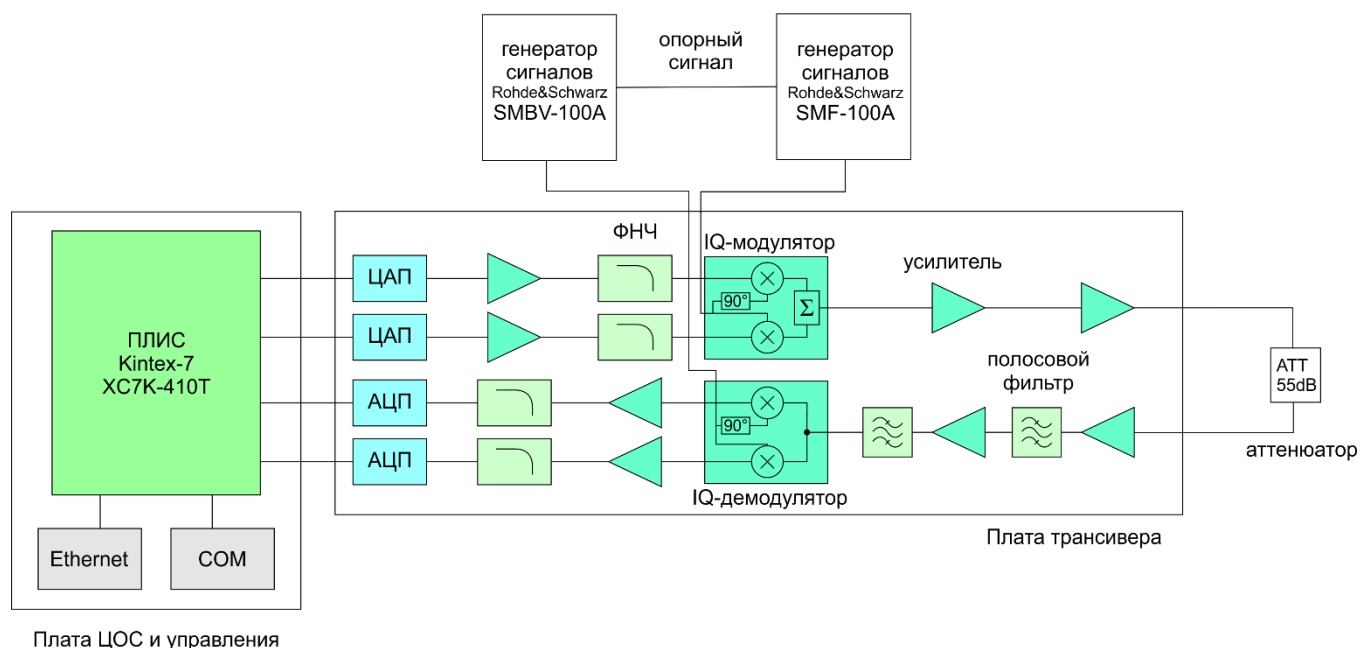 генератор
сигналов
Rohde&Schwarz
SMBV-100A
опорный
сигнал
генератор
сигналов
Rohde&Schwarz
SMF-100A
ПЛИС
Kintex-7
XC7K-410T
Ethernet
COM
Плата ЦОС и управления
ЦАП
ЦАП
АЦП
АЦП
ФНЧ
IQ-модулятор
90°
Σ
усилитель
90°
IQ-демодулятор
полосовой
фильтр
АТТ
55dB
аттенюатор
Плата трансивера